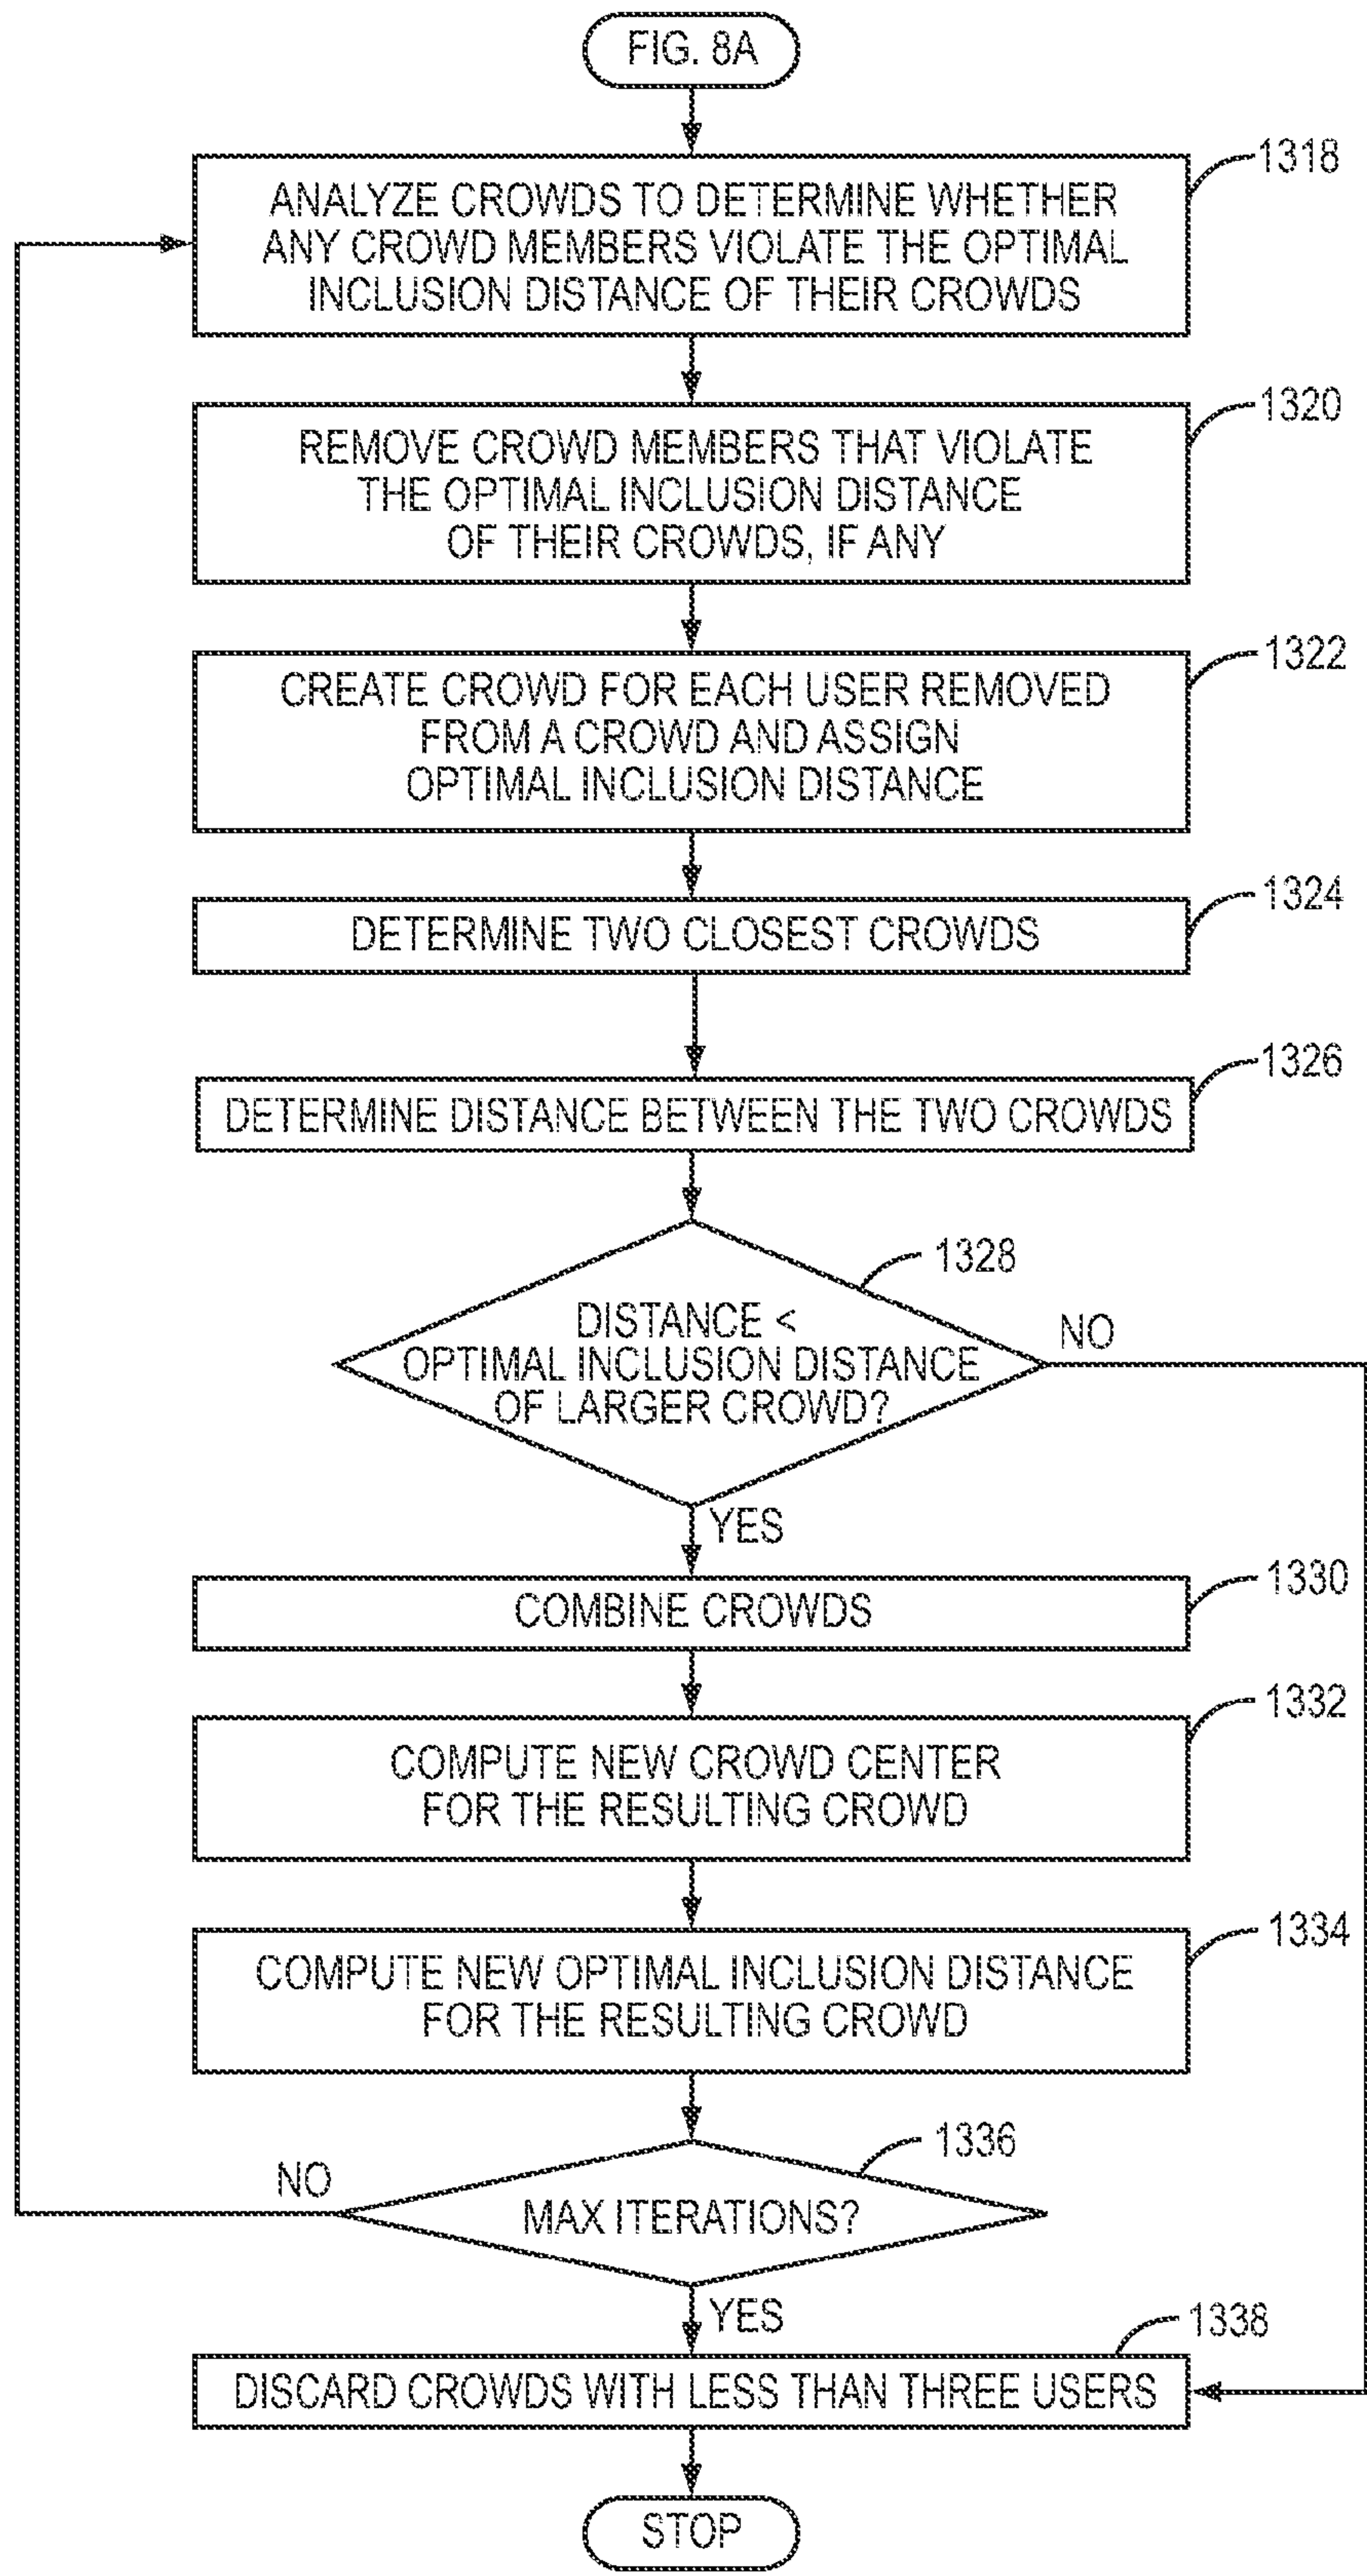 FIG. 8A
1318
ANALYZE CROWDS TO DETERMINE WHETHER
ANY CROWD MEMBERS VIOLATE THE OPTIMAL
INCLUSION DISTANCE OF THEIR CROWDS
1320
REMOVE CROWD MEMBERS THAT VIOLATE
THE OPTIMAL INCLUSION DISTANCE
OF THEIR CROWDS, IF ANY
1322
CREATE CROWD FOR EACH USER REMOVED
FROM A CROWD AND ASSIGN
OPTIMAL INCLUSION DISTANCE
1324
DETERMINE TWO CLOSEST CROWDS
1326
DETERMINE DISTANCE BETWEEN THE TWO CROWDS
1328
DISTANCE <
OPTIMAL INCLUSION DISTANCE
OF LARGER CROWD?
NO
YES
1330
COMBINE CROWDS
1332
COMPUTE NEW CROWD CENTER
FOR THE RESULTING CROWD
1334
COMPUTE NEW OPTIMAL INCLUSION DISTANCE
FOR THE RESULTING CROWD
1336
NO
MAX ITERATIONS?
YES
1338
DISCARD CROWDS WITH LESS THAN THREE USERS
STOP